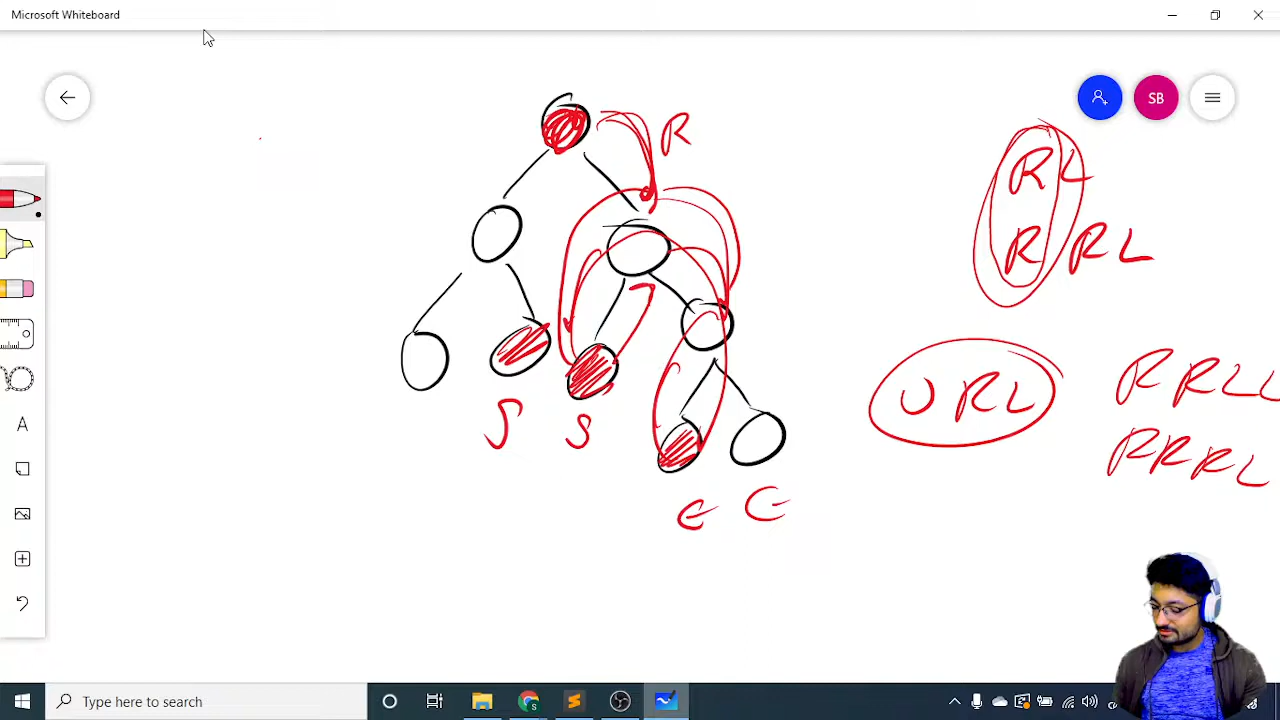 Microsoft Whiteboard
SB
R
RL
RRL
URL
RRLL
RRRL
S
S
E
E
A
Type here to search